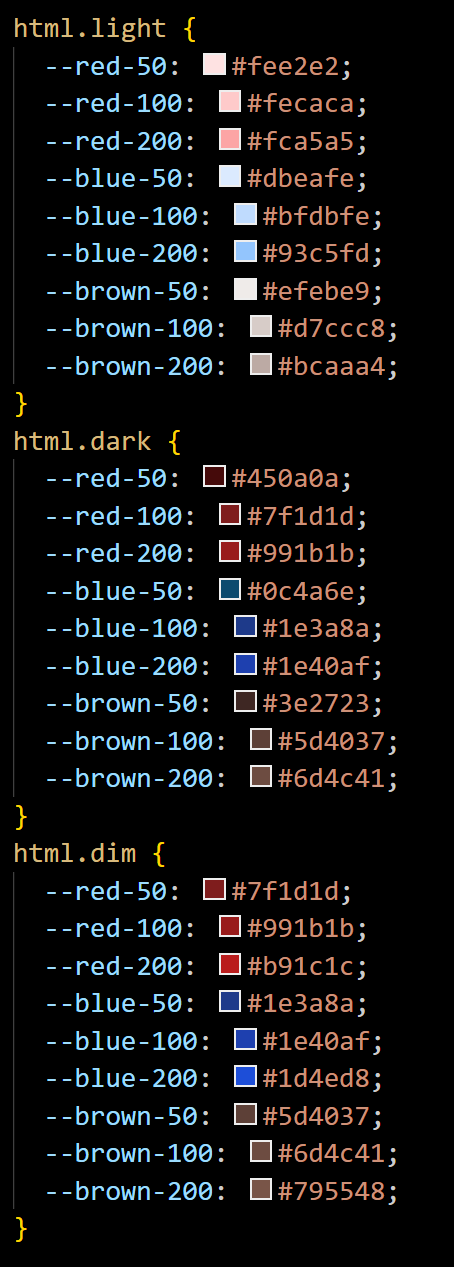 html.light {
--red-50: #fee2e2;
--red-100: #fecaca;
--red-200: #fca5a5;
--blue-50: #dbeafe;
--blue-100: #bfdbfe;
--blue-200: #93c5fd;
--brown-50: #efebe9;
--brown-100: #d7ccc8;
--brown-200: #bcaaa4;
}
html.dark {
--red-50: #450a0a;
--red-100: #7f1d1d;
--red-200: #991b1b;
--blue-50: #0c4a6e;
--blue-100: #1e3a8a;
--blue-200: #1e40af;
--brown-50: #3e2723;
--brown-100: #5d4037;
--brown-200: #6d4c41;
}
html.dim {
--red-50: #7f1d1d;
--red-100: #991b1b;
--red-200: #b91c1c;
--blue-50: #1e3a8a;
--blue-100: #1e40af;
--blue-200: #1d4ed8;
--brown-50: #5d4037;
--brown-100: #6d4c41;
--brown-200: #795548;
}